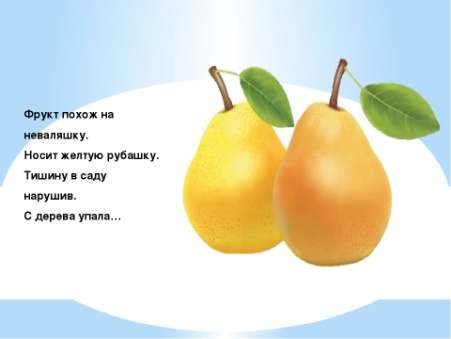 Фрукт похож на
неваляшку.
Носит желтую рубашку.
Тишину в саду
нарушив.
С дерева упала…